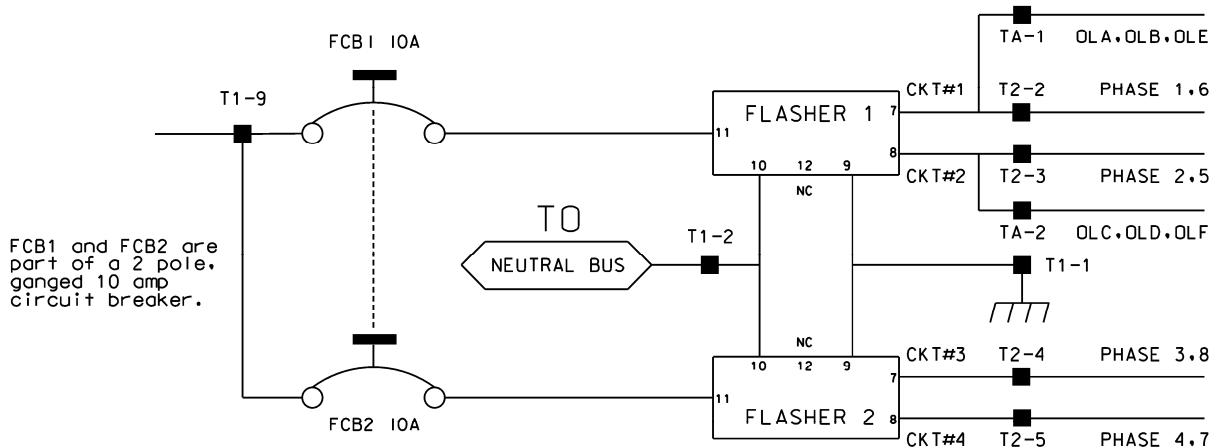 FCB1 10A
T1-9
FCB1 and FCB2 are
part of a 2 pole,
ganged 10 amp
circuit breaker.
FCB2 10A
TO
NEUTRAL BUS
T1-2
FLASHER 1
11
7
8
10
12
9
NC
CKT#1
T2-2
PHASE 1,6
TA-1
OLA,OLB,OLE
CKT#2
T2-3
PHASE 2,5
TA-2
OLC,OLD,OLF
T1-1
NC
10
12
9
11
7
8
FLASHER 2
CKT#3
T2-4
PHASE 3,8
CKT#4
T2-5
PHASE 4,7